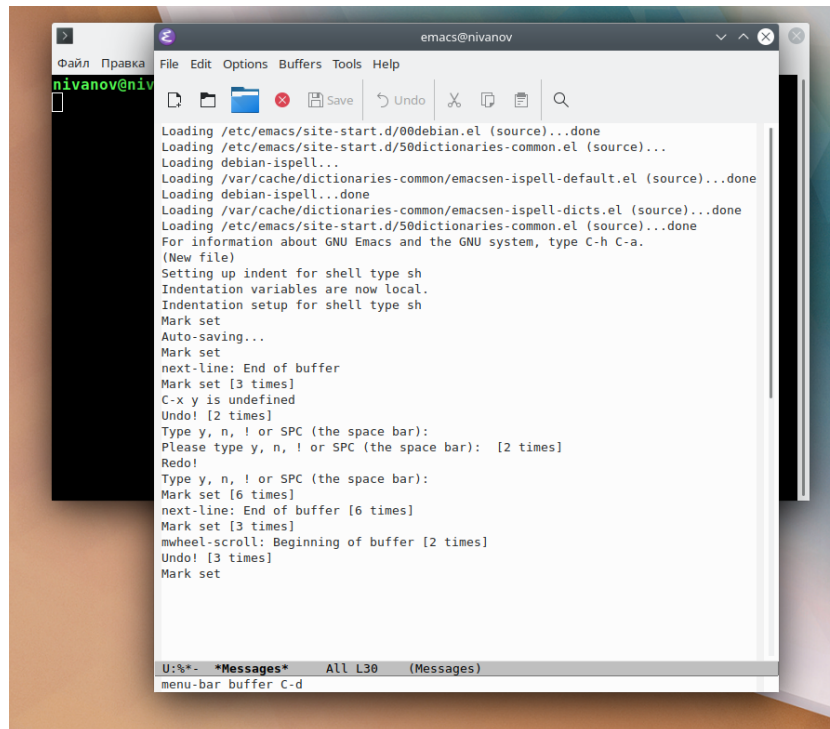 emacs@nivanov
Файл Правка
File Edit Options Buffers Tools Help
nivanov@niv
Save Undo
Loading /etc/emacs/site-start.d/00debian.el (source)...done
Loading /etc/emacs/site-start.d/50dictionaries-common.el (source)...
Loading debian-ispell...
Loading /var/cache/dictionaries-common/emacsen-ispell-default.el (source)...done
Loading debian-ispell...done
Loading /var/cache/dictionaries-common/emacsen-ispell-dicts.el (source)...done
Loading /etc/emacs/site-start.d/50dictionaries-common.el (source)...done
For information about GNU Emacs and the GNU system, type C-h C-a.
(New file)
Setting up indent for shell type sh
Indentation variables are now local.
Indentation setup for shell type sh
Mark set
Auto-saving...
Mark set
next-line: End of buffer
Mark set [3 times]
C-x y is undefined
Undo! [2 times]
Type y, n, ! or SPC (the space bar):
Please type y, n, ! or SPC (the space bar):  [2 times]
Redo!
Type y, n, ! or SPC (the space bar):
Mark set [6 times]
next-line: End of buffer [6 times]
Mark set [3 times]
mwheel-scroll: Beginning of buffer [2 times]
Undo! [3 times]
Mark set
U:%*-  *Messages*     All L30    (Messages)
menu-bar buffer C-d